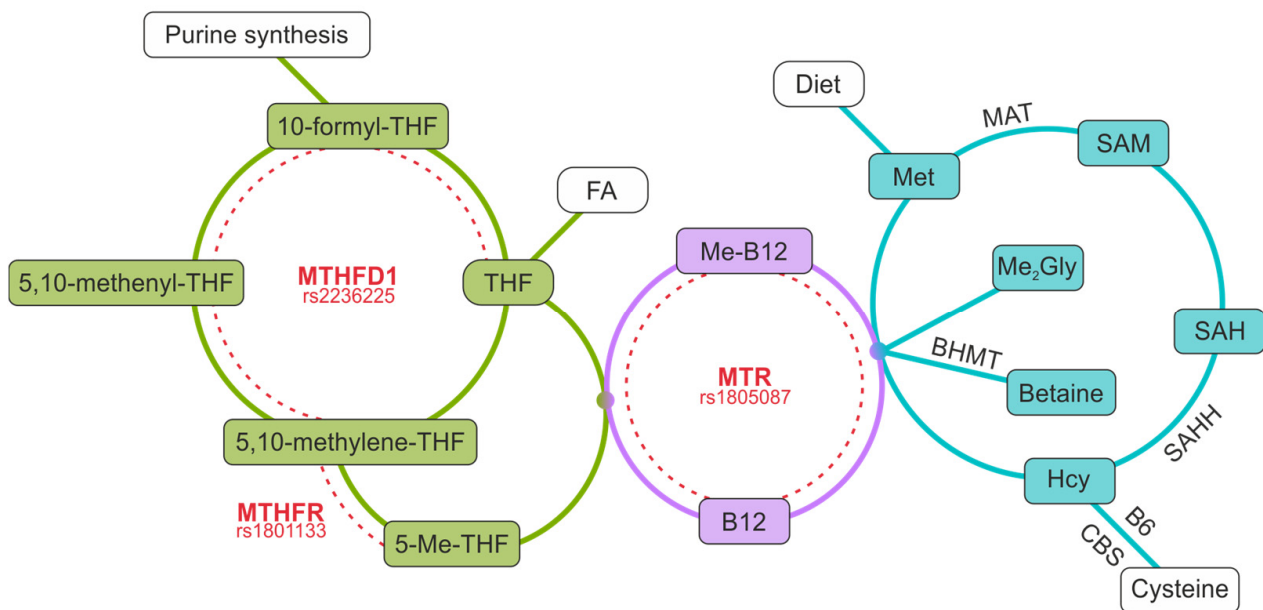 Purine synthesis
10-formyl-THF
FA
5,10-methenyl-THF
MTHFD1
rs2236225
THF
5,10-methylene-THF
MTHFR
rs1801133
5-Me-THF
Me-B12
MTR
rs1805087
B12
Diet
MAT
Met
SAM
Me₂Gly
SAH
BHMT
Betaine
SAHH
Hcy
B6
CBS
Cysteine